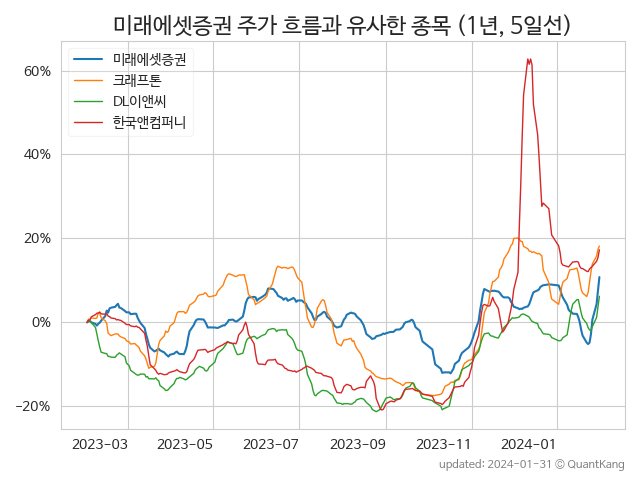 미래에셋증권 주가 흐름과 유사한 종목 (1년, 5일선)
미래에셋증권
크래프톤
DL이앤씨
한국앤컴퍼니
60%
40%
20%
0%
−20%
2023-03 2023-05 2023-07 2023-09 2023-11 2024-01
updated: 2024-01-31 © QuantKang